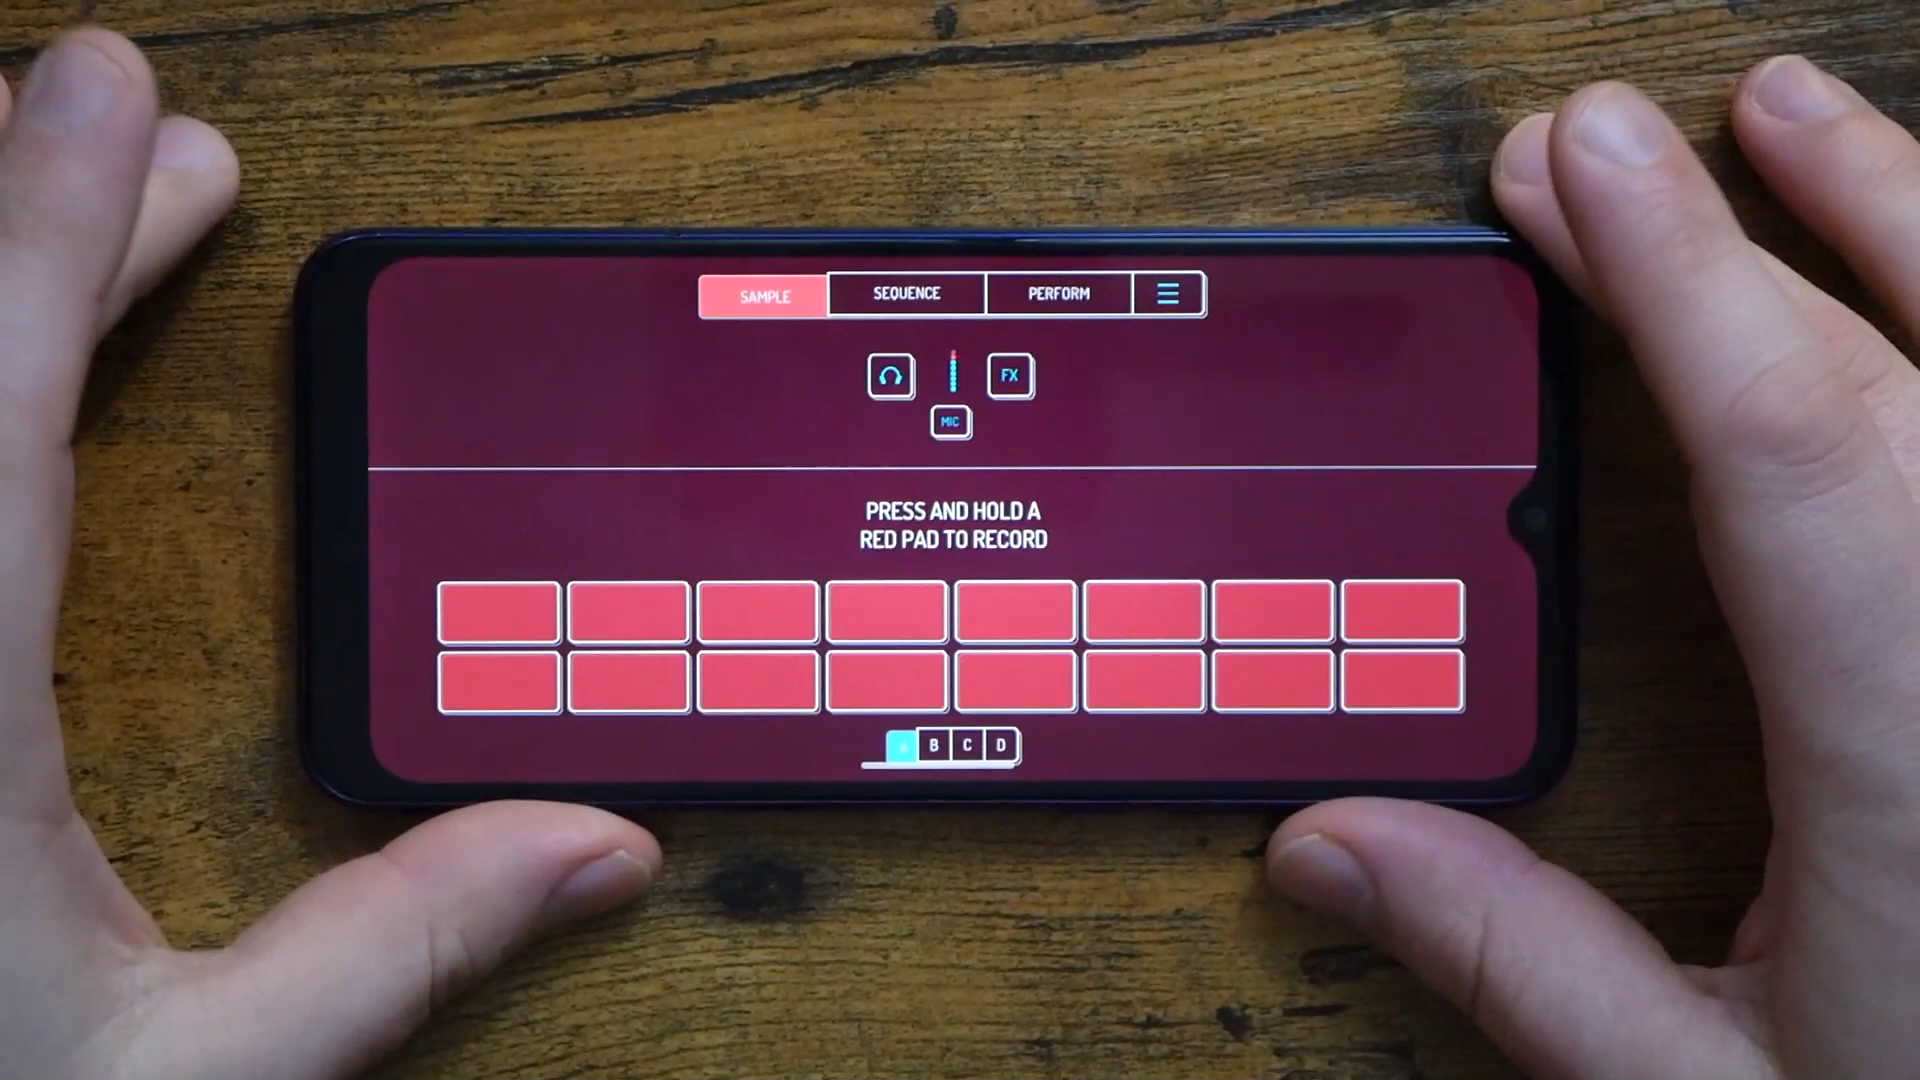 SAMPLE SEQUENCE PERFORM
FX
MIC
PRESS AND HOLD A
RED PAD TO RECORD
A B C D